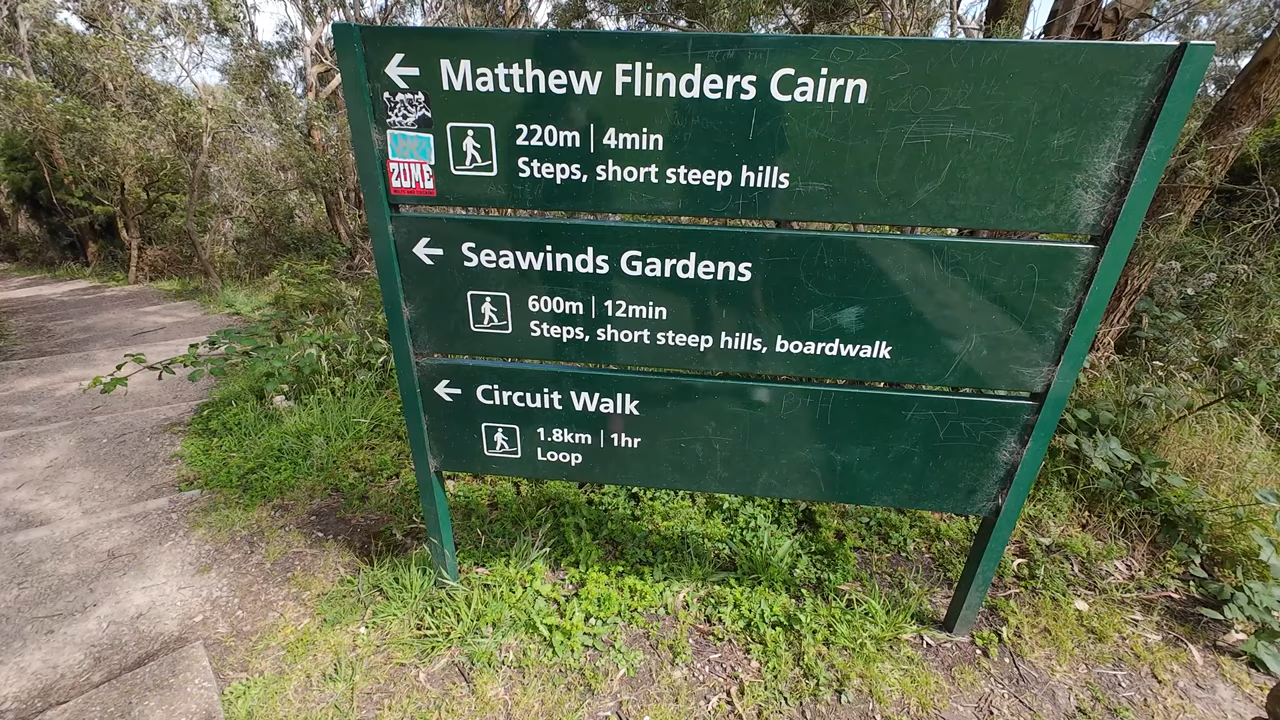 Matthew Flinders Cairn
220m | 4min
Steps, short steep hills
ZOME
Seawinds Gardens
600m | 12min
Steps, short steep hills, boardwalk
Circuit Walk
B+H
1.8km | 1hr
Loop